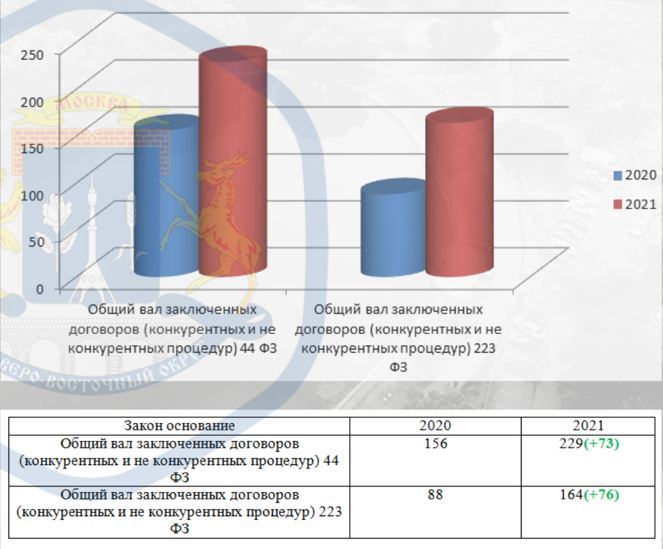 250
200
150
100
50
0
МОСКВА
2020
2021
Общий вал заключенных
договоров (конкурентных и не
конкурентных процедур) 44 ФЗ
Общий вал заключенных
договоров (конкурентных и не
конкурентных процедур) 223
ФЗ
ВЕРО-ВОСТОЧНЫЙ ОКРУГ
Закон основание 2020 2021
Общий вал заключенных договоров 156 229(+73)
(конкурентных и не конкурентных процедур) 44
ФЗ
Общий вал заключенных договоров 88 164(+76)
(конкурентных и не конкурентных процедур) 223
ФЗ